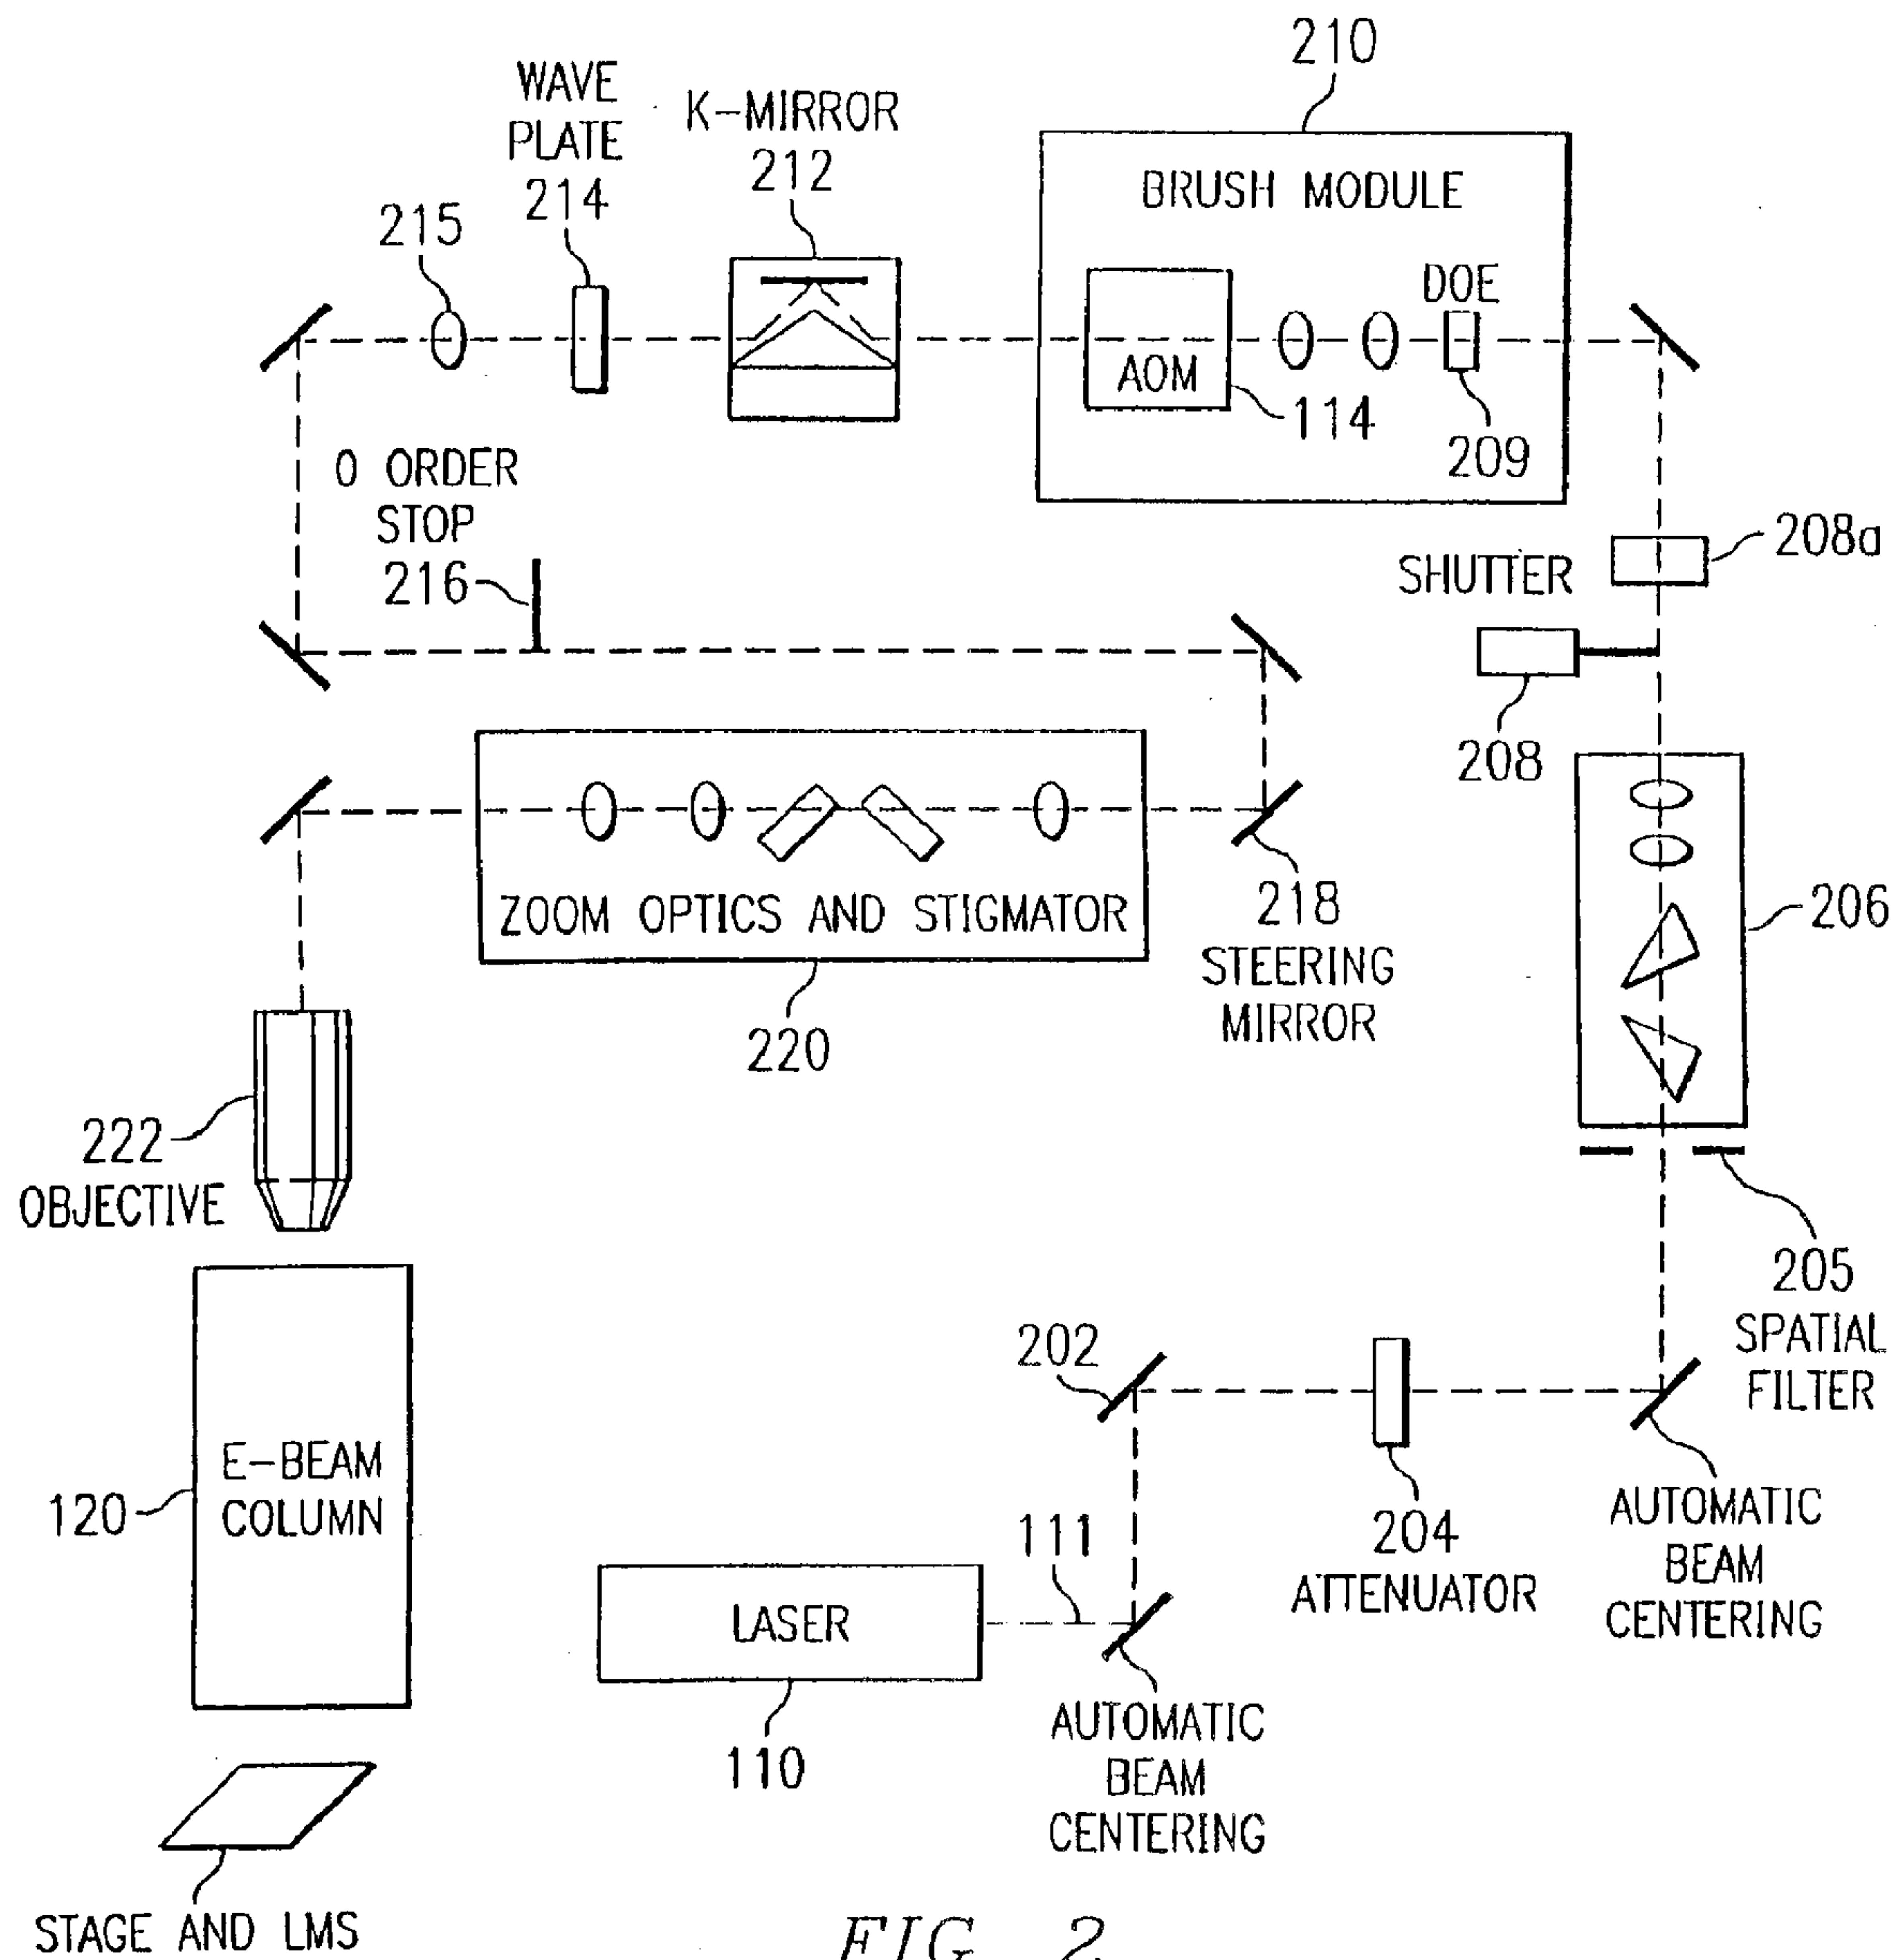 210
WAVE
PLATE
214
K-MIRROR
212
215
BRUSH MODULE
DOE
AOM
114
209
0 ORDER
STOP
216
SHUTTER
208a
208
206
ZOOM OPTICS AND STIGMATOR
220
218
STEERING
MIRROR
222
OBJECTIVE
205
SPATIAL
FILTER
202
204
ATTENUATOR
AUTOMATIC
BEAM
CENTERING
E-BEAM
COLUMN
120
111
LASER
110
AUTOMATIC
BEAM
CENTERING
STAGE AND LMS
FIG. 2